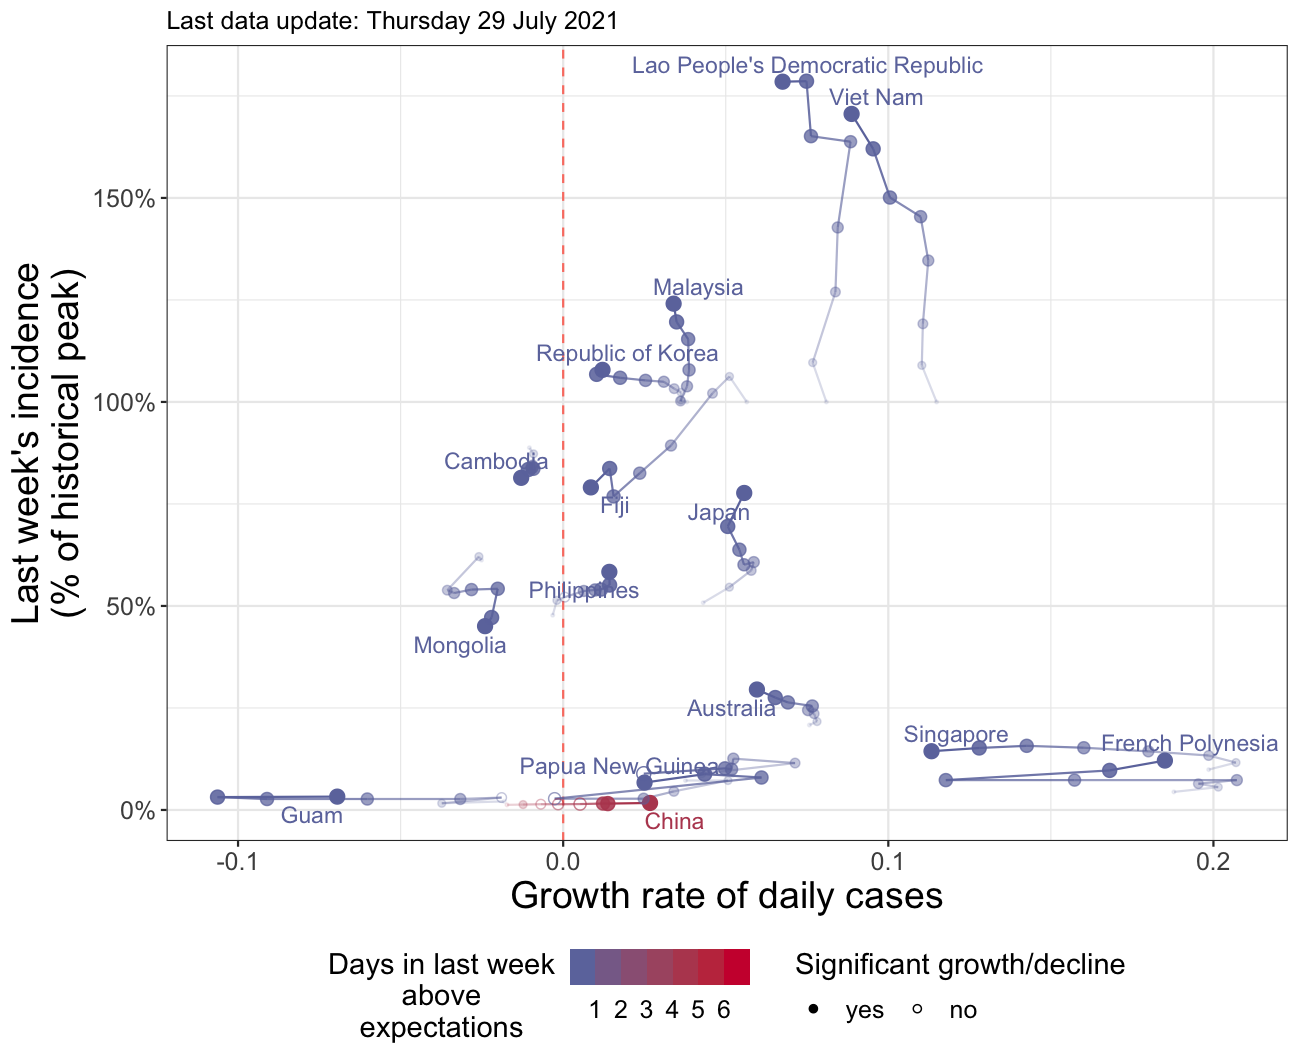 Last data update: Thursday 29 July 2021
Lao People's Democratic Republic
Viet Nam
150%
Malaysia
Republic of Korea
100%
Cambodia
Fiji
Japan
Philippines
50%
Mongolia
Australia
Singapore
French Polynesia
Papua New Guinea
0%
Guam
China
Last week's incidence
(% of historical peak)
-0.1
0.0
0.1
0.2
Growth rate of daily cases
Days in last week
above
expectations
1 2 3 4 5 6
Significant growth/decline
yes
no